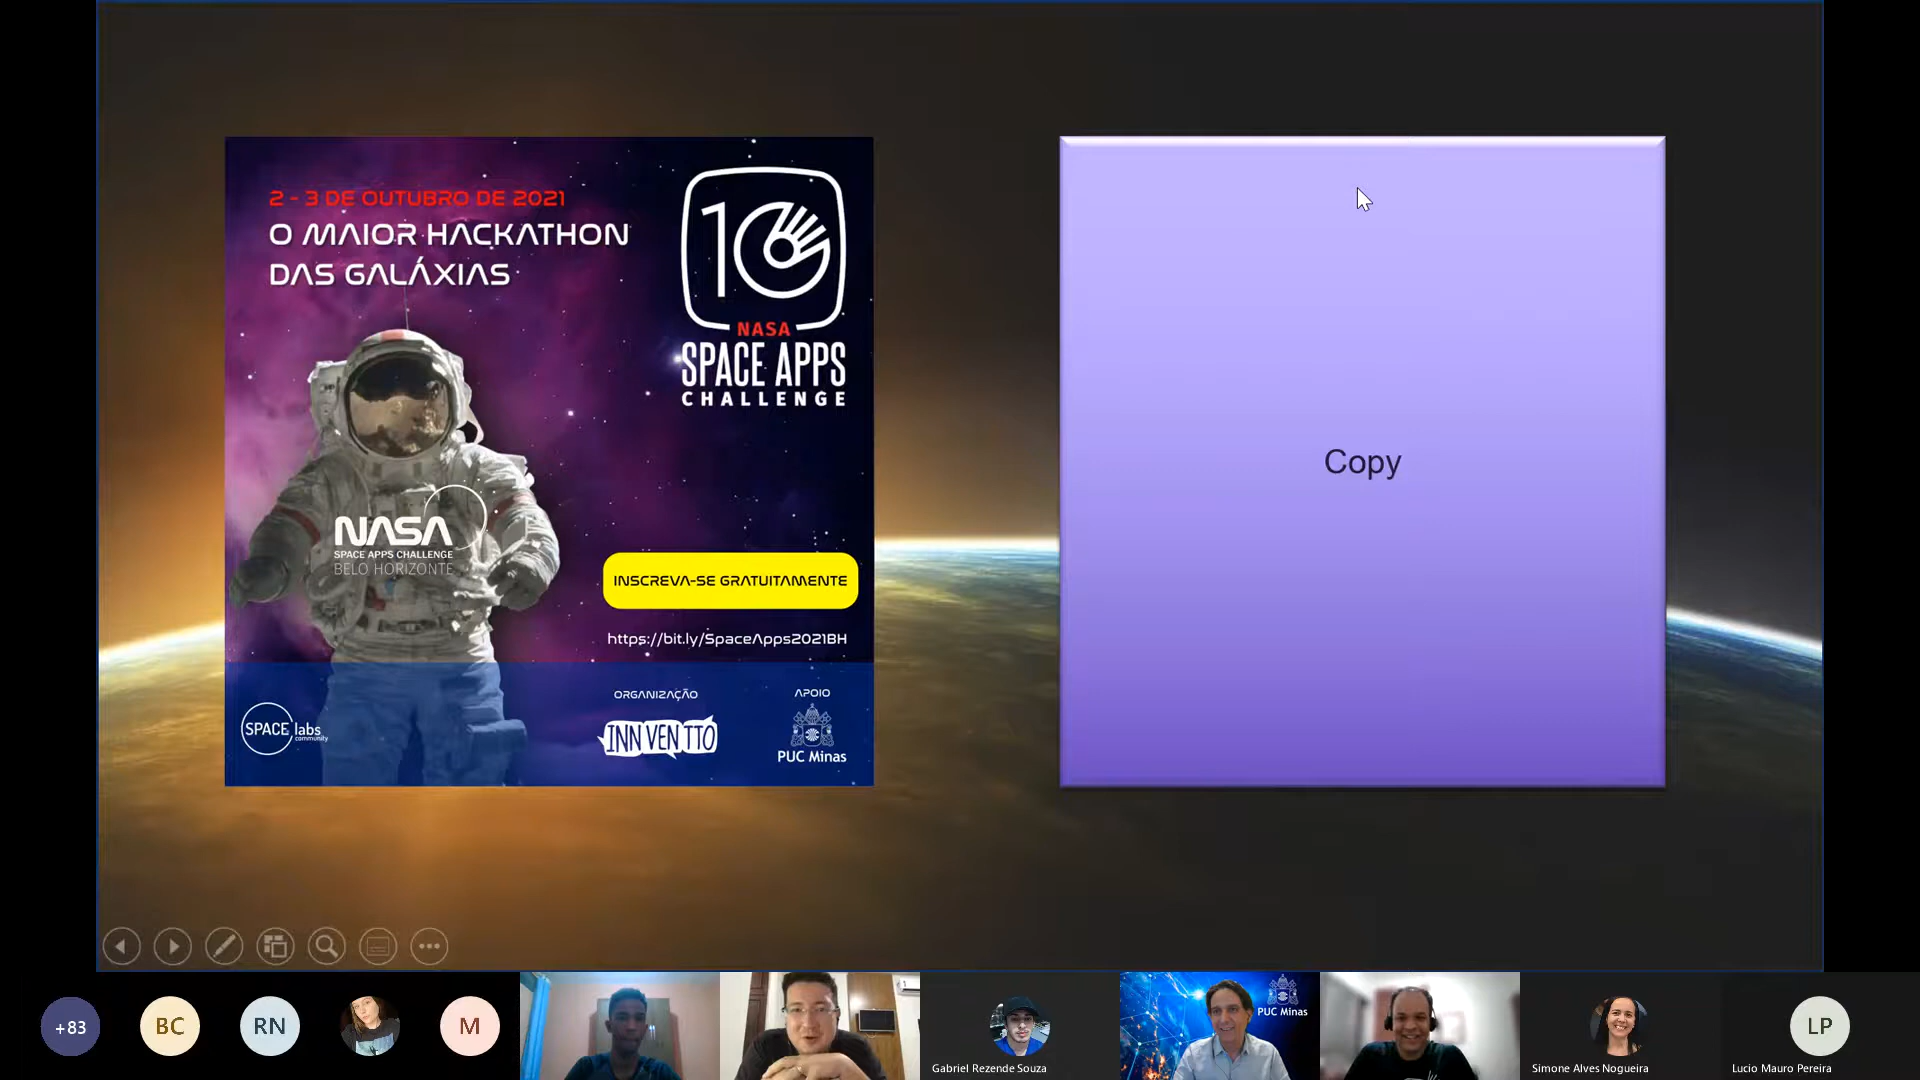 2 - 3 DE OUTUBRO DE 2021
O MAIOR HACKATHON
DAS GALÁXIAS
10
NASA
SPACE APPS
CHALLENGE
NASA
SPACE APPS CHALLENGE
BELO HORIZONTE
INSCREVA-SE GRATUITAMENTE
https://bit.ly/SpaceApps2021BH
SPACE labs
community
ORGANIZAÇÃO
INNVENTTO
APOIO
PUC Minas
Copy
+83
BC
RN
M
Gabriel Rezende Souza
PUC Minas
Simone Alves Nogueira
LP
Lucio Mauro Pereira